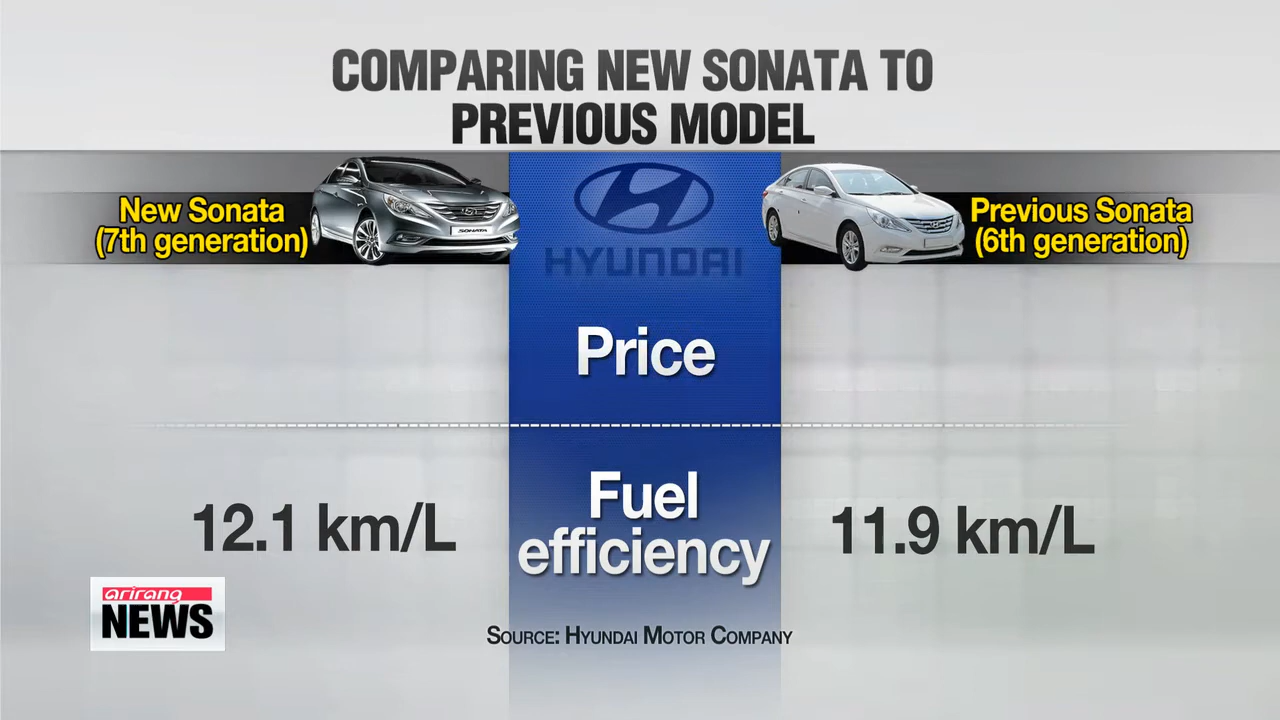 COMPARING NEW SONATA TO
PREVIOUS MODEL
New Sonata
(7th generation)
SONATA
HYUNDAI
Previous Sonata
(6th generation)
Price
12.1 km/L
Fuel
efficiency
11.9 km/L
arirang
NEWS
SOURCE: HYUNDAI MOTOR COMPANY